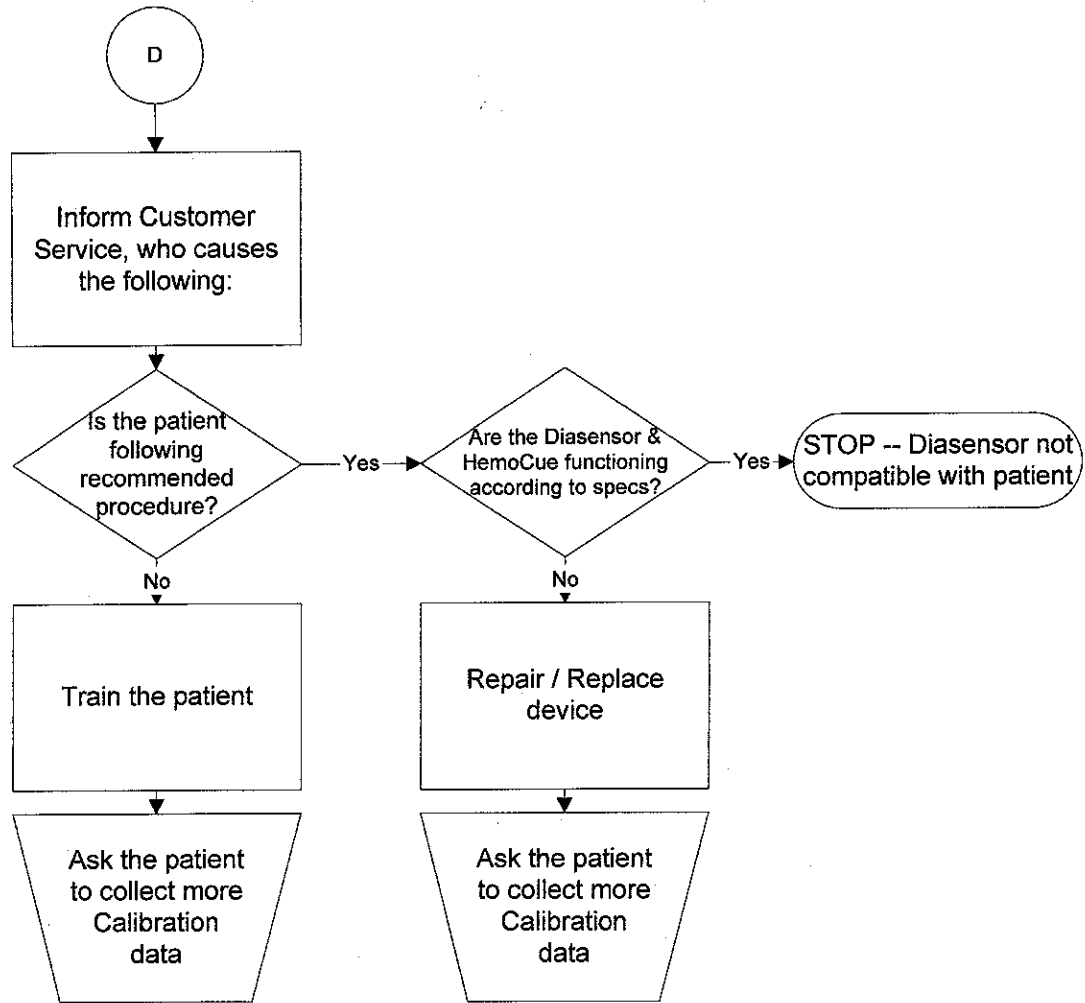 D
Inform Customer
Service, who causes
the following:
Is the patient
following
recommended
procedure?
Yes
Are the Diasensor &
HemoCue functioning
according to specs?
Yes
STOP -- Diasensor not
compatible with patient
No
No
Train the patient
Repair / Replace
device
Ask the patient
to collect more
Calibration
data
Ask the patient
to collect more
Calibration
data